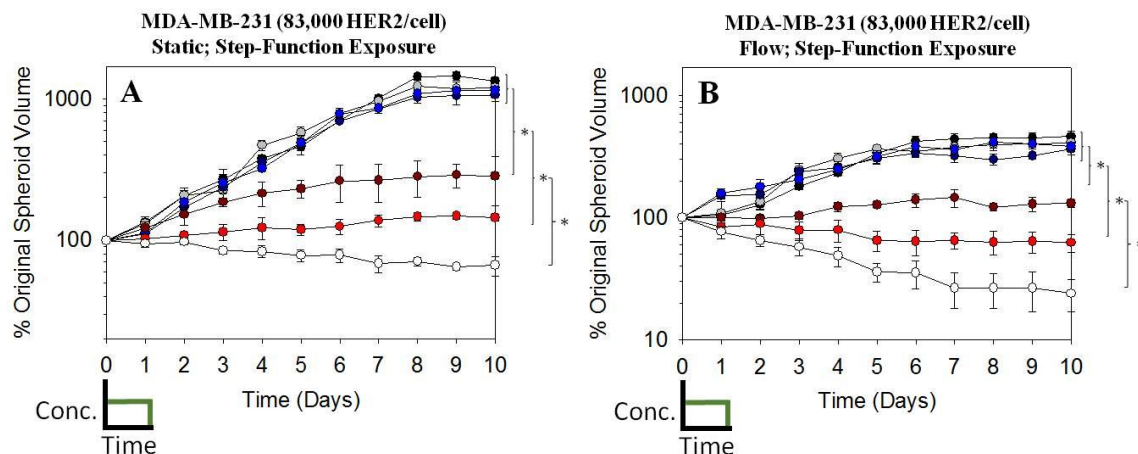 MDA-MB-231 (83,000 HER2/cell)
Static; Step-Function Exposure
A
% Original Spheroid Volume
1000
100
*
*
*
0 1 2 3 4 5 6 7 8 9 10
Time (Days)
Conc.
Time
MDA-MB-231 (83,000 HER2/cell)
Flow; Step-Function Exposure
B
% Original Spheroid Volume
1000
100
10
*
*
*
0 1 2 3 4 5 6 7 8 9 10
Time (Days)
Conc.
Time